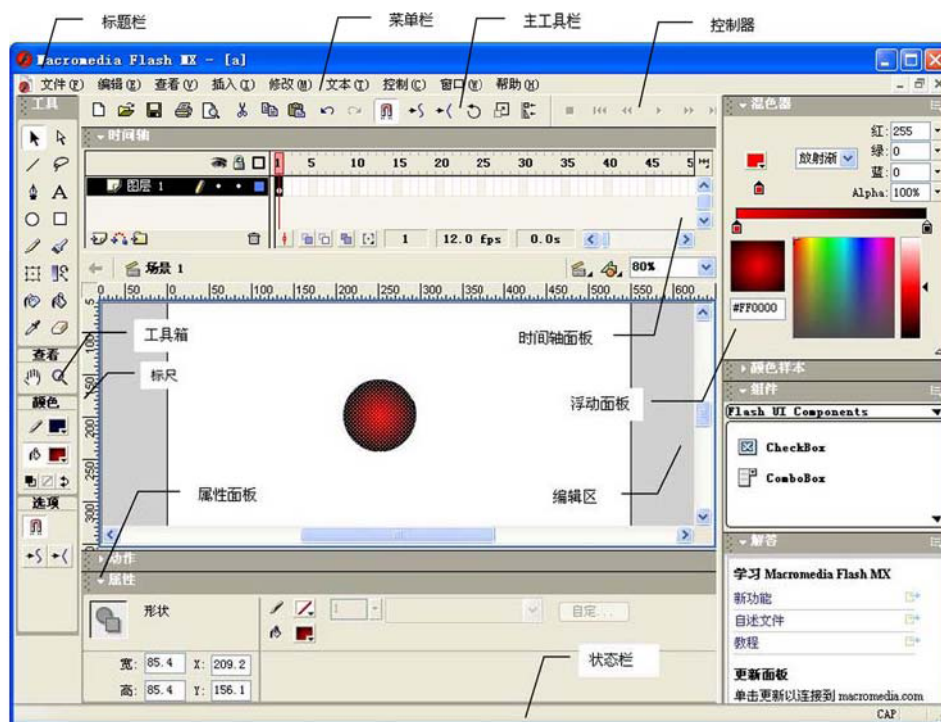 标题栏
菜单栏
主工具栏
控制器
Macromedia Flash MX - [a]
文件(F) 编辑(E) 查看(V) 插入(I) 修改(M) 文本(T) 控制(C) 窗口(W) 帮助(H)
工具
混色器
时间轴
红: 255
放射渐
绿: 0
蓝: 0
Alpha: 100%
1 5 10 15 20 25 30 35 40 45 5
图层 1
1 12.0 fps 0.0s
场景 1
80%
#FF0000
工具箱
时间轴面板
查看
标尺
颜色样本
颜色
浮动面板
组件
Flash UI Components
CheckBox
ComboBox
属性面板
编辑区
选项
解答
动作
属性
学习 Macromedia Flash MX
新功能
自述文件
教程
形状
1
自定...
状态栏
宽: 85.4 X: 209.2
高: 85.4 Y: 156.1
更新面板
单击更新以连接到 macromedia.com
CAP